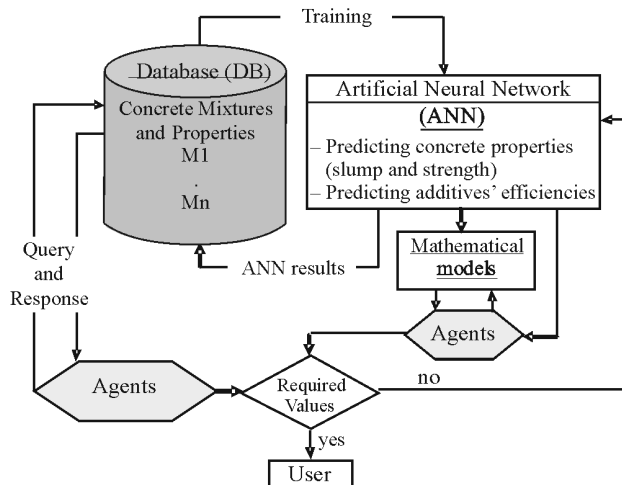 Training
Database (DB)
Concrete Mixtures
and Properties
M1
.
Mn
Artificial Neural Network
(ANN)
– Predicting concrete properties
(slump and strength)
– Predicting additives’ efficiencies
Query
and
Response
ANN results
Mathematical
models
Agents
Agents
Required
Values
no
yes
User